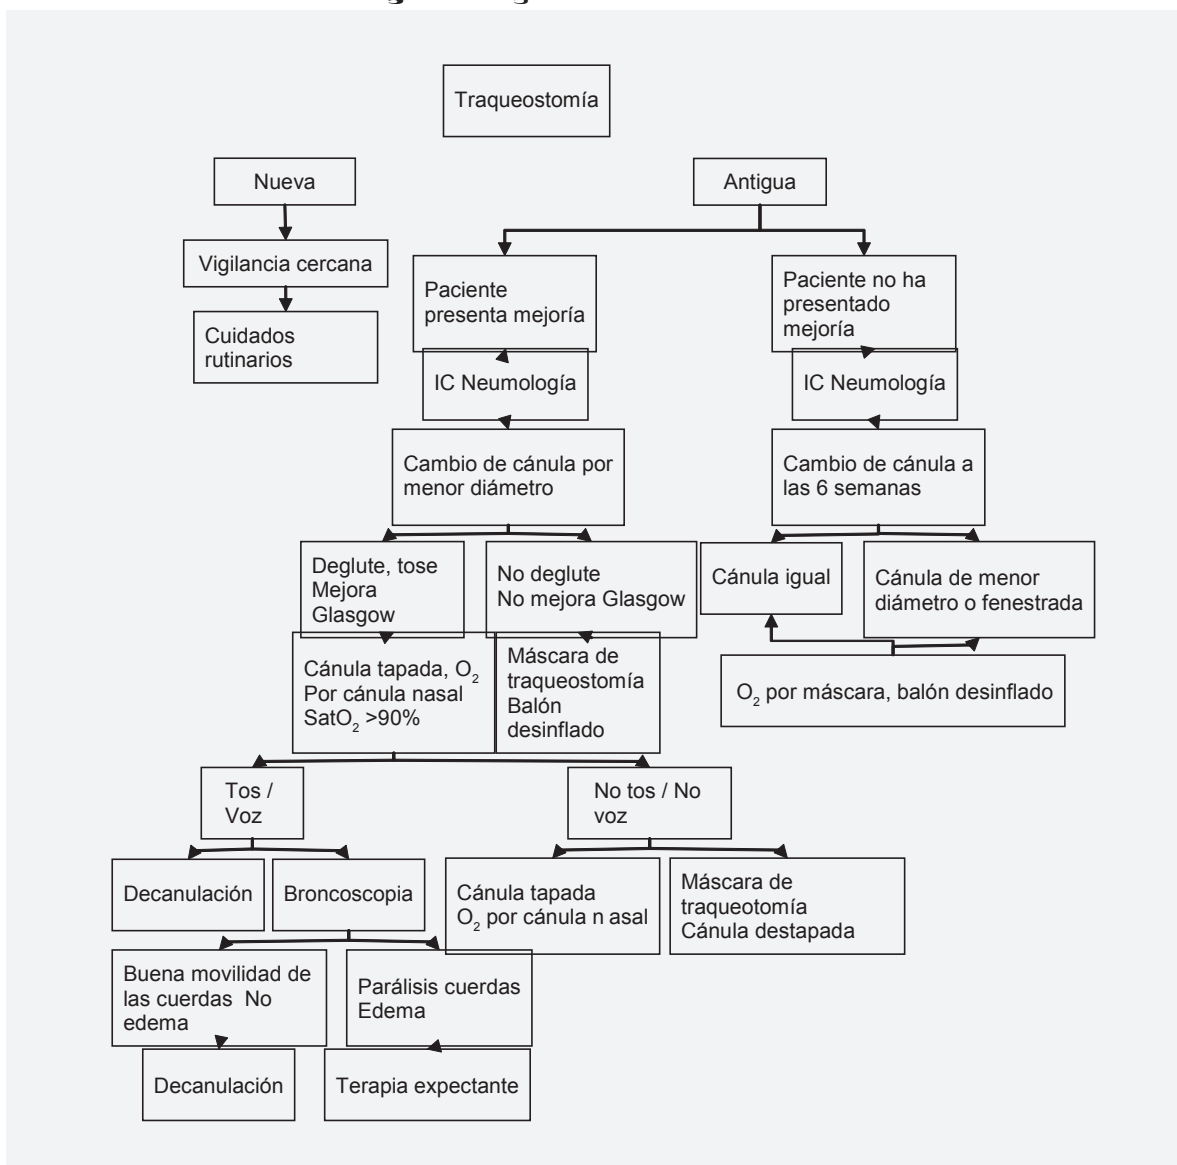 Traqueostomía
Nueva
Antigua
Vigilancia cercana
Cuidados
rutinarios
Paciente
presenta mejoría
Paciente no ha
presentado
mejoría
IC Neumología
IC Neumología
Cambio de cánula por
menor diámetro
Cambio de cánula a
las 6 semanas
Deglute, tose
Mejora
Glasgow
No deglute
No mejora Glasgow
Cánula igual
Cánula de menor
diámetro o fenestrada
Cánula tapada, O₂
Por cánula nasal
SatO₂ >90%
Máscara de
traqueostomía
Balón
desinflado
O₂ por máscara, balón desinflado
Tos /
Voz
No tos / No
voz
Decanulación
Broncoscopia
Cánula tapada
O₂ por cánula n asal
Máscara de
traqueotomía
Cánula destapada
Buena movilidad de
las cuerdas No
edema
Parálisis cuerdas
Edema
Decanulación
Terapia expectante